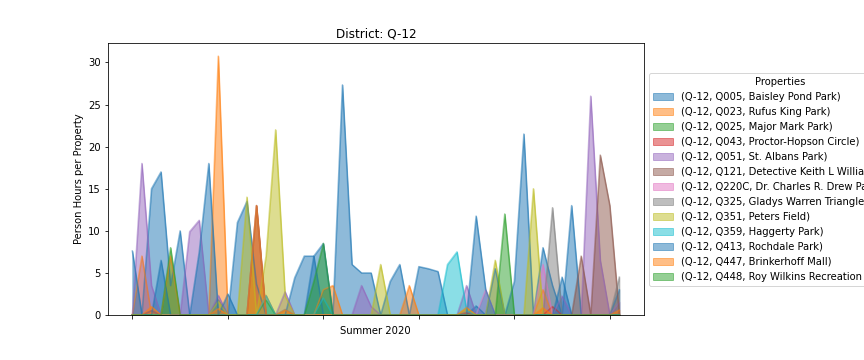 District: Q-12
Person Hours per Property
30
25
20
15
10
5
0
Summer 2020
Properties
(Q-12, Q005, Baisley Pond Park)
(Q-12, Q023, Rufus King Park)
(Q-12, Q025, Major Mark Park)
(Q-12, Q043, Proctor-Hopson Circle)
(Q-12, Q051, St. Albans Park)
(Q-12, Q121, Detective Keith L Willia
(Q-12, Q220C, Dr. Charles R. Drew Pa
(Q-12, Q325, Gladys Warren Triangle
(Q-12, Q351, Peters Field)
(Q-12, Q359, Haggerty Park)
(Q-12, Q413, Rochdale Park)
(Q-12, Q447, Brinkerhoff Mall)
(Q-12, Q448, Roy Wilkins Recreation